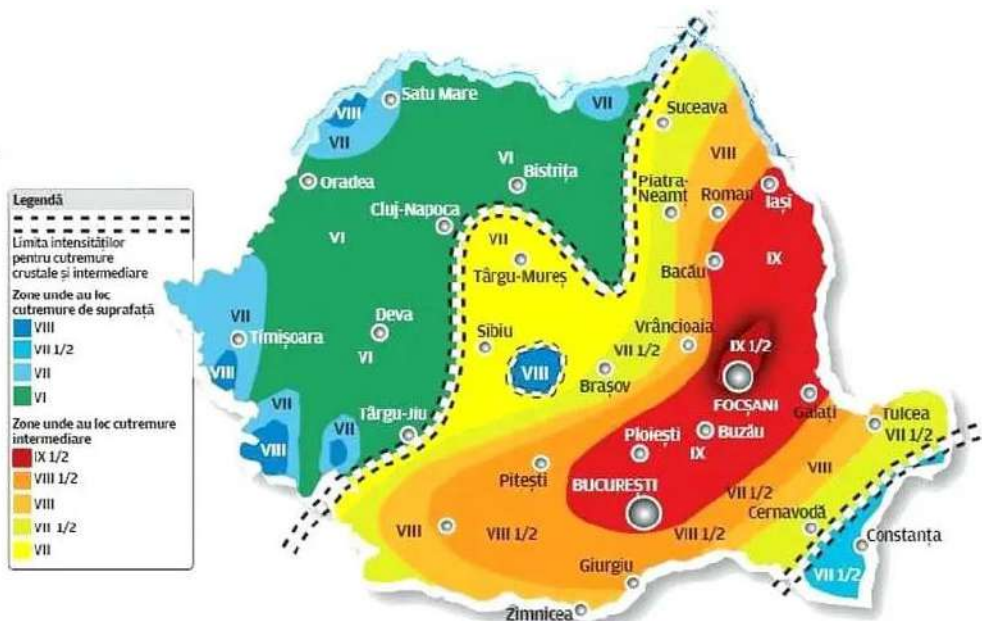 Satu Mare
VIII
VII
VII
Suceava
VI
Bistrița
Oradea
Cluj-Napoca
VI
VIII
Piatra-
Neamț
Roman
Iași
VII
Târgu-Mureș
Bacău
IX
VII
Timișoara
VIII
Deva
VI
Sibiu
VIII
Vrâncioaia
VII 1/2
Brașov
IX 1/2
FOCȘANI
Galați
Tulcea
VII 1/2
VII
VIII
VII
Târgu-Jiu
Ploiești
Buzău
IX
Pitești
BUCUREȘTI
VIII
VII 1/2
Cernavodă
Constanța
VIII
VIII 1/2
VIII 1/2
VII 1/2
Giurgiu
Zimnicea
Legendă
Limita intensităților
pentru cutremure
crustale și intermediare
Zone unde au loc
cutremure de suprafață
VIII
VII 1/2
VII
VI
Zone unde au loc cutremure
intermediare
IX 1/2
VIII 1/2
VIII
VII 1/2
VII